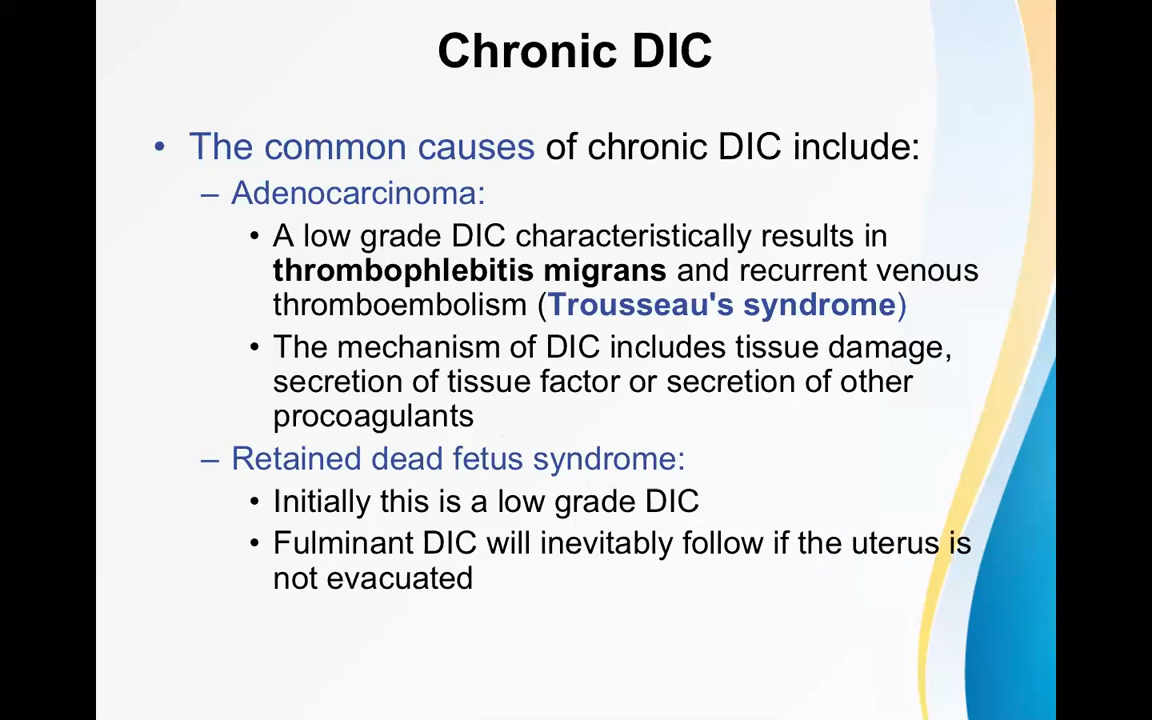 Chronic DIC
• The common causes of chronic DIC include:
– Adenocarcinoma:
• A low grade DIC characteristically results in
thrombophlebitis migrans and recurrent venous
thromboembolism (Trousseau's syndrome)
• The mechanism of DIC includes tissue damage,
secretion of tissue factor or secretion of other
procoagulants
– Retained dead fetus syndrome:
• Initially this is a low grade DIC
• Fulminant DIC will inevitably follow if the uterus is
not evacuated